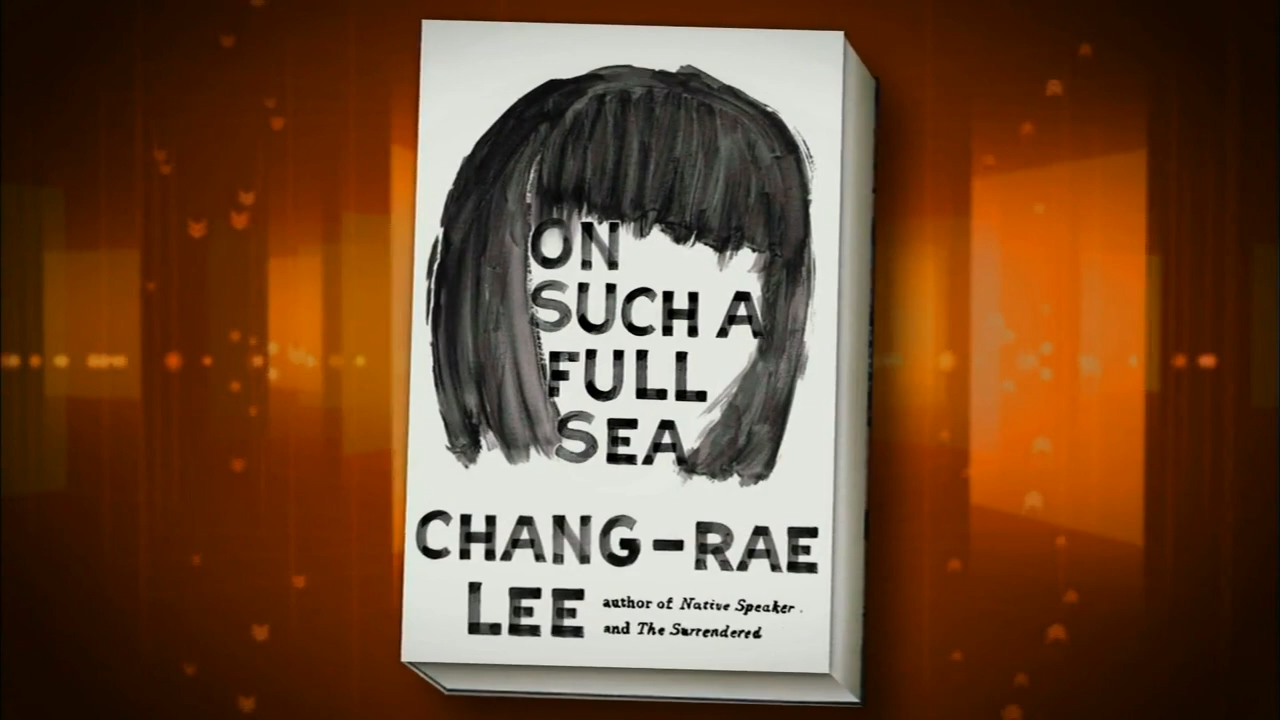 ON
SUCH A
FULL
SEA
CHANG-RAE
LEE
author of Native Speaker
and The Surrendered